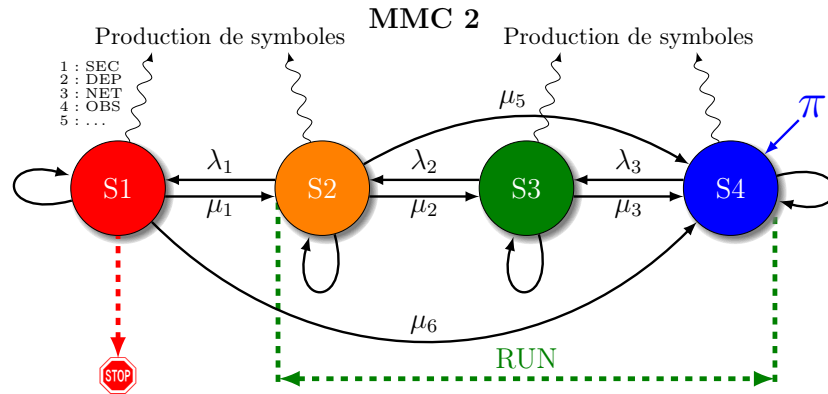 MMC 2
Production de symboles
Production de symboles
1 : SEC
2 : DEP
3 : NET
4 : OBS
5 : ...
μ5
π
S1
λ1
μ1
S2
λ2
μ2
S3
λ3
μ3
S4
μ6
RUN
STOP